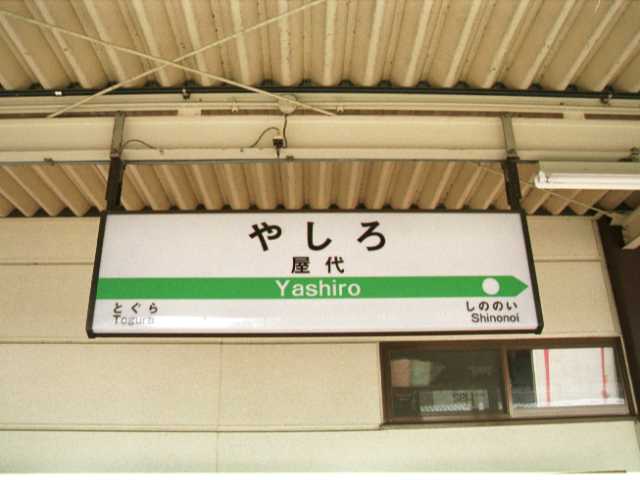 やしろ
屋代
Yashiro
とぐら
Togura
しののい
Shinonoi